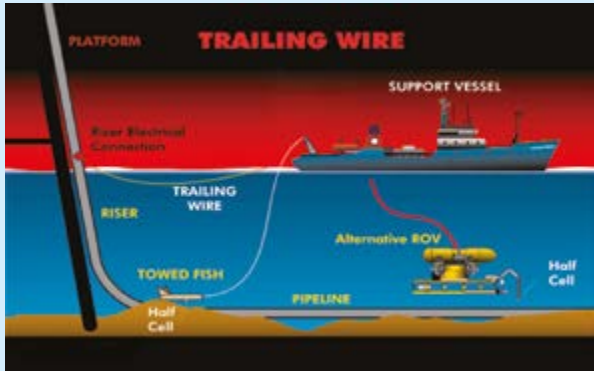 PLATFORM
TRAILING WIRE
SUPPORT VESSEL
Riser Electrical
Connection
TRAILING
WIRE
RISER
Alternative ROV
TOWED FISH
Half
Cell
PIPELINE
Half
Cell